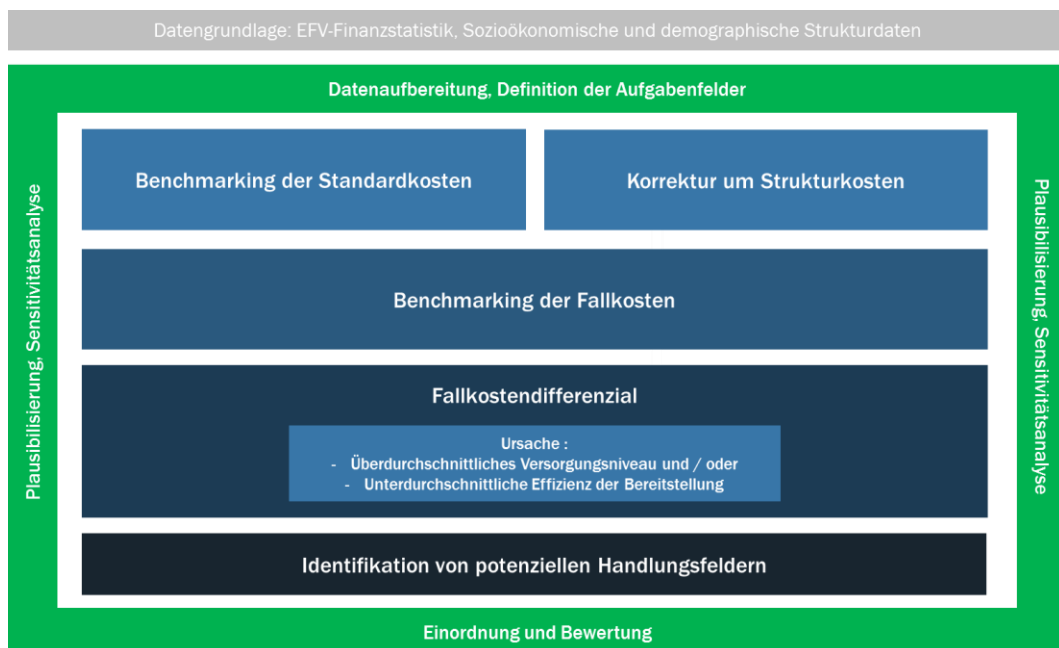 Datengrundlage: EFV-Finanzstatistik, Sozioökonomische und demographische Strukturdaten
Datenaufbereitung, Definition der Aufgabenfelder
Plausibilisierung, Sensitivitätsanalyse
Benchmarking der Standardkosten
Korrektur um Strukturkosten
Benchmarking der Fallkosten
Fallkostendifferenzial
Ursache :
- Überdurchschnittliches Versorgungsniveau und / oder
- Unterdurchschnittliche Effizienz der Bereitstellung
Identifikation von potenziellen Handlungsfeldern
Plausibilisierung, Sensitivitätsanalyse
Einordnung und Bewertung